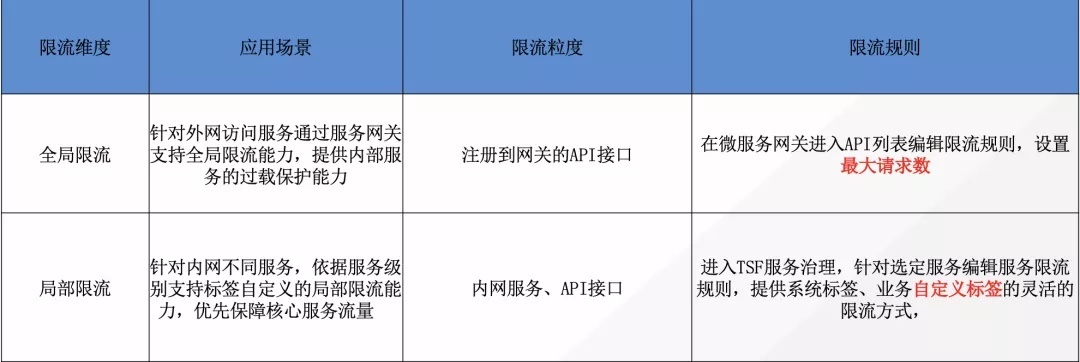 限流维度
应用场景
限流粒度
限流规则
全局限流
针对外网访问服务通过服务网关
支持全局限流能力，提供内部服
务的过载保护能力
注册到网关的API接口
在微服务网关进入API列表编辑限流规则，设置
最大请求数
局部限流
针对内网不同服务，依据服务级
别支持标签自定义的局部限流能
力，优先保障核心服务流量
内网服务、API接口
进入TSF服务治理，针对选定服务编辑服务限流
规则，提供系统标签、业务自定义标签的灵活的
限流方式，